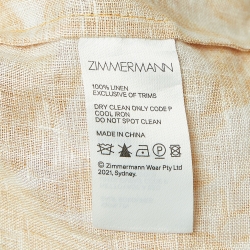 ZIMMERMANN
100% LINEN
EXCLUSIVE OF TRIMS
DRY CLEAN ONLY CODE P
COOL IRON
DO NOT SPOT CLEAN
MADE IN CHINA
© Zimmermann Wear Pty Ltd
2021, Sydney.